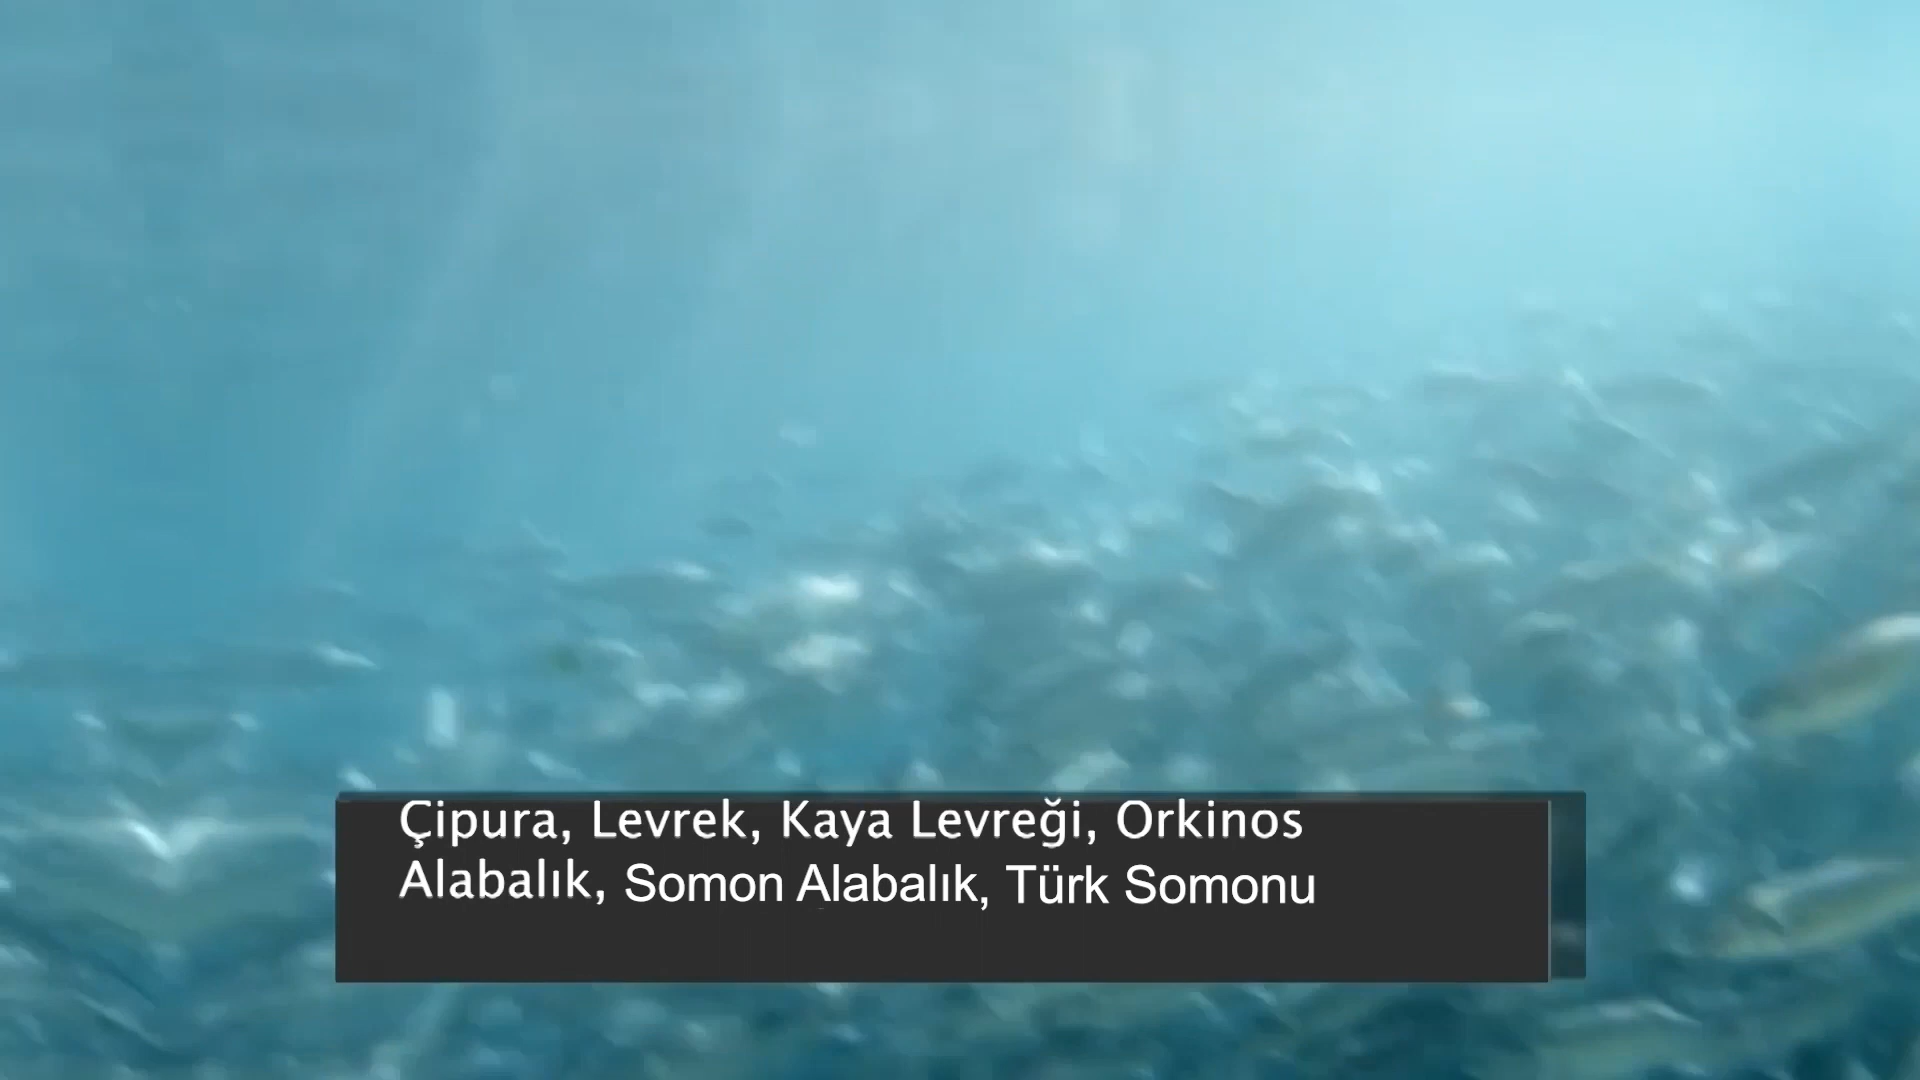 Çipura, Levrek, Kaya Levreği, Orkinos
Alabalık, Somon Alabalık, Türk Somonu